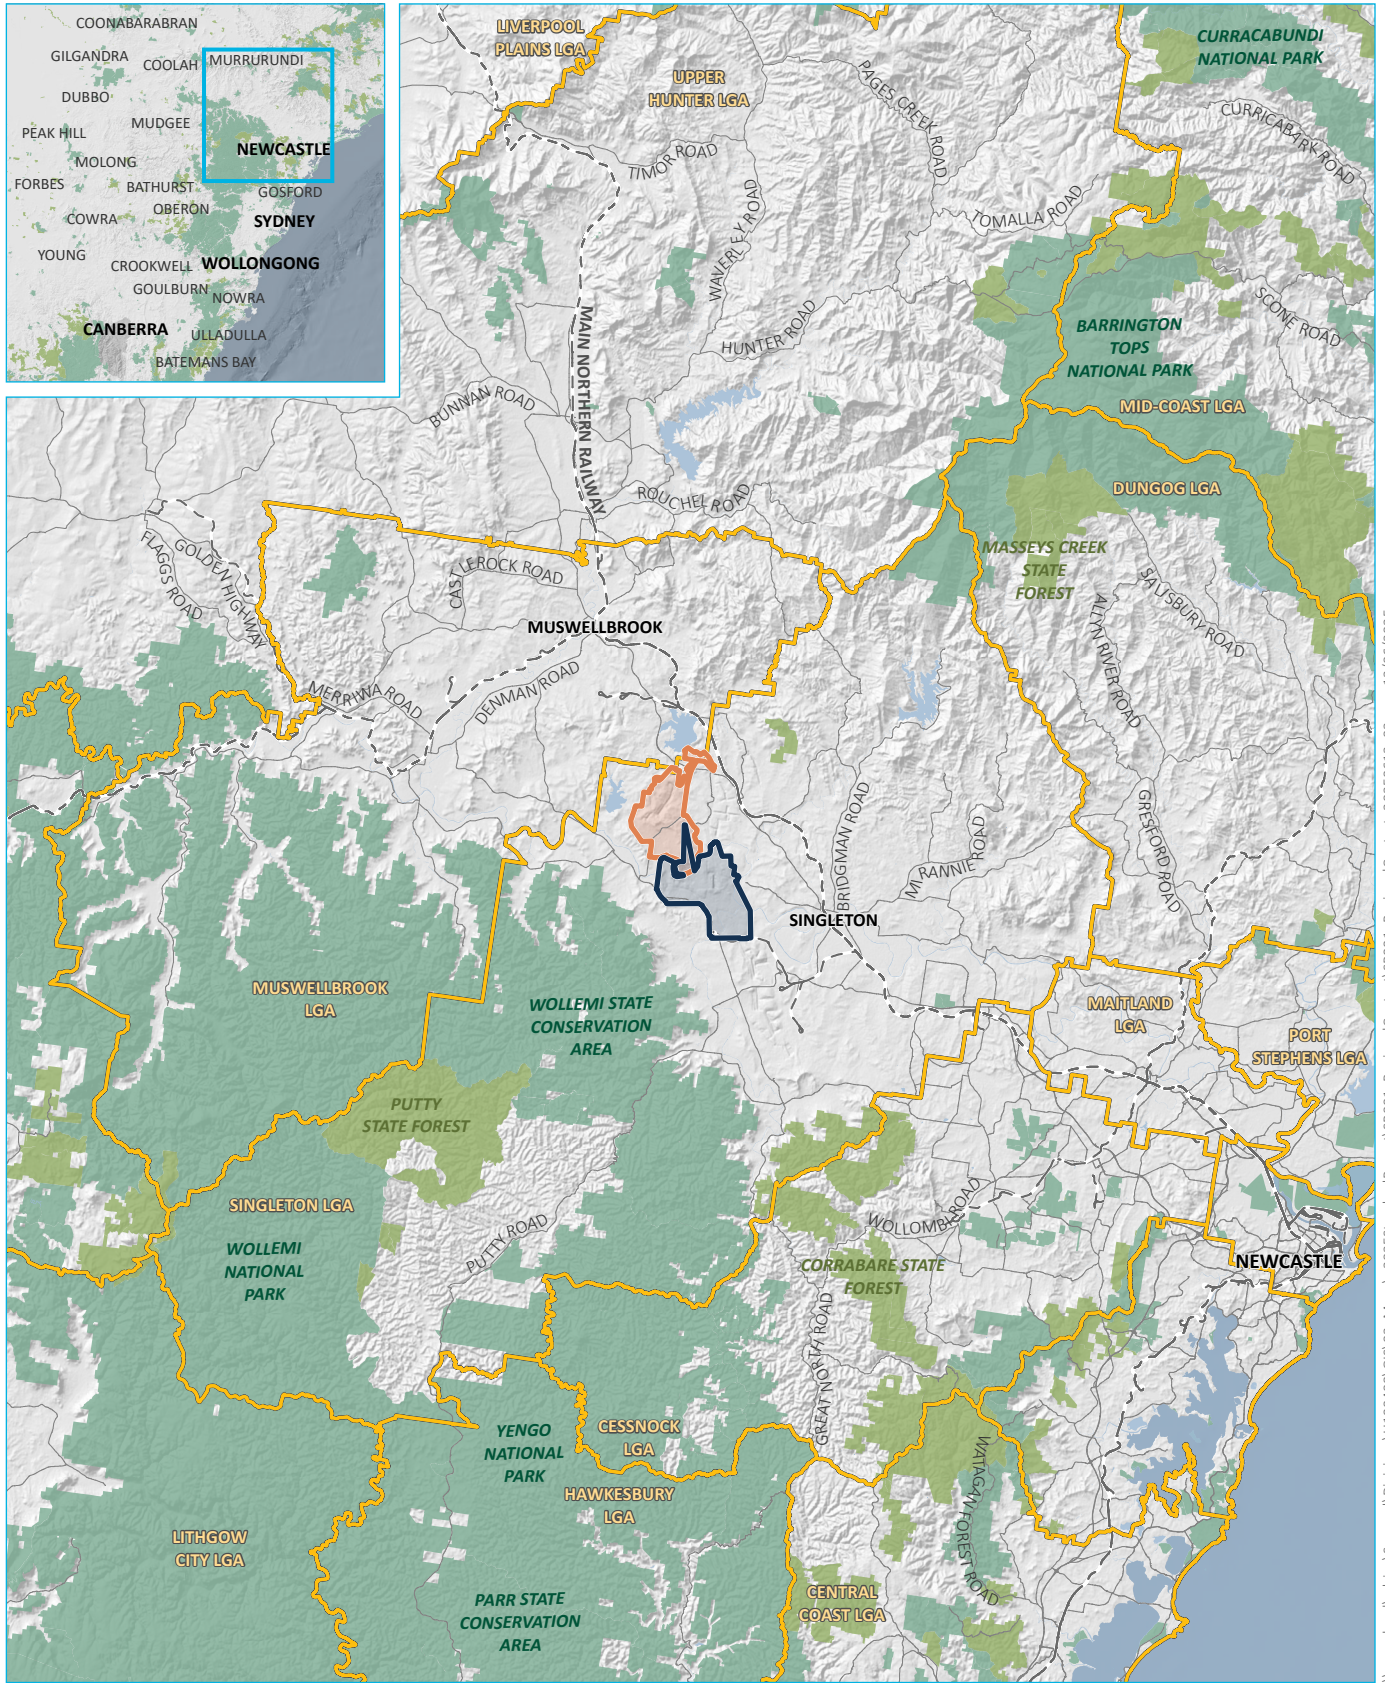 COONABARABRAN
GILGANDRA
COOLAH
MURRURUNDI
DUBBO
MUDGEE
PEAK HILL
NEWCASTLE
MOLONG
FORBES
BATHURST
GOSFORD
OBERON
COWRA
SYDNEY
YOUNG
CROOKWELL
WOLLONGONG
GOULBURN
NOWRA
CANBERRA
ULLADULLA
BATEMANS BAY
LIVERPOOL
PLAINS LGA
UPPER
HUNTER LGA
CURRACABUNDI
NATIONAL PARK
PAGES CREEK ROAD
CURRICABARK ROAD
TIMOR ROAD
TOMALLA ROAD
WAVERLEY ROAD
SCONE ROAD
MAIN NORTHERN RAILWAY
HUNTER ROAD
BARRINGTON
TOPS
NATIONAL PARK
BUNNAN ROAD
MID-COAST LGA
ROUCHEL ROAD
DUNGOG LGA
FLAGGS ROAD
GOLDEN HIGHWAY
CASTLEROCK ROAD
MASSEYS CREEK
STATE
FOREST
SALISBURY ROAD
ALLYN RIVER ROAD
MUSWELLBROOK
MERRIWA ROAD
DENMAN ROAD
GRESFORD ROAD
BRIDGMAN ROAD
MIRANNIE ROAD
SINGLETON
MUSWELLBROOK
LGA
WOLLEMI STATE
CONSERVATION
AREA
MAITLAND
LGA
PORT
STEPHENS LGA
PUTTY
STATE FOREST
SINGLETON LGA
WOLLEMI
NATIONAL
PARK
PUTTY ROAD
WOLLOMBI ROAD
CORRABARE STATE
FOREST
NEWCASTLE
GREAT NORTH ROAD
YENGO
NATIONAL
PARK
CESSNOCK
LGA
HAWKESBURY
LGA
WATAGAN FOREST ROAD
LITHGOW
CITY LGA
PARR STATE
CONSERVATION
AREA
CENTRAL
COAST LGA